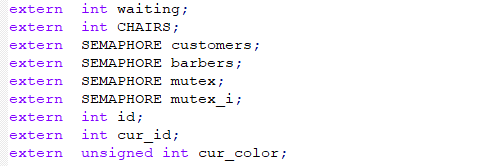 extern  int waiting;
extern  int CHAIRS;
extern  SEMAPHORE customers;
extern  SEMAPHORE barbers;
extern  SEMAPHORE mutex;
extern  SEMAPHORE mutex_i;
extern  int id;
extern  int cur_id;
extern  unsigned int cur_color;